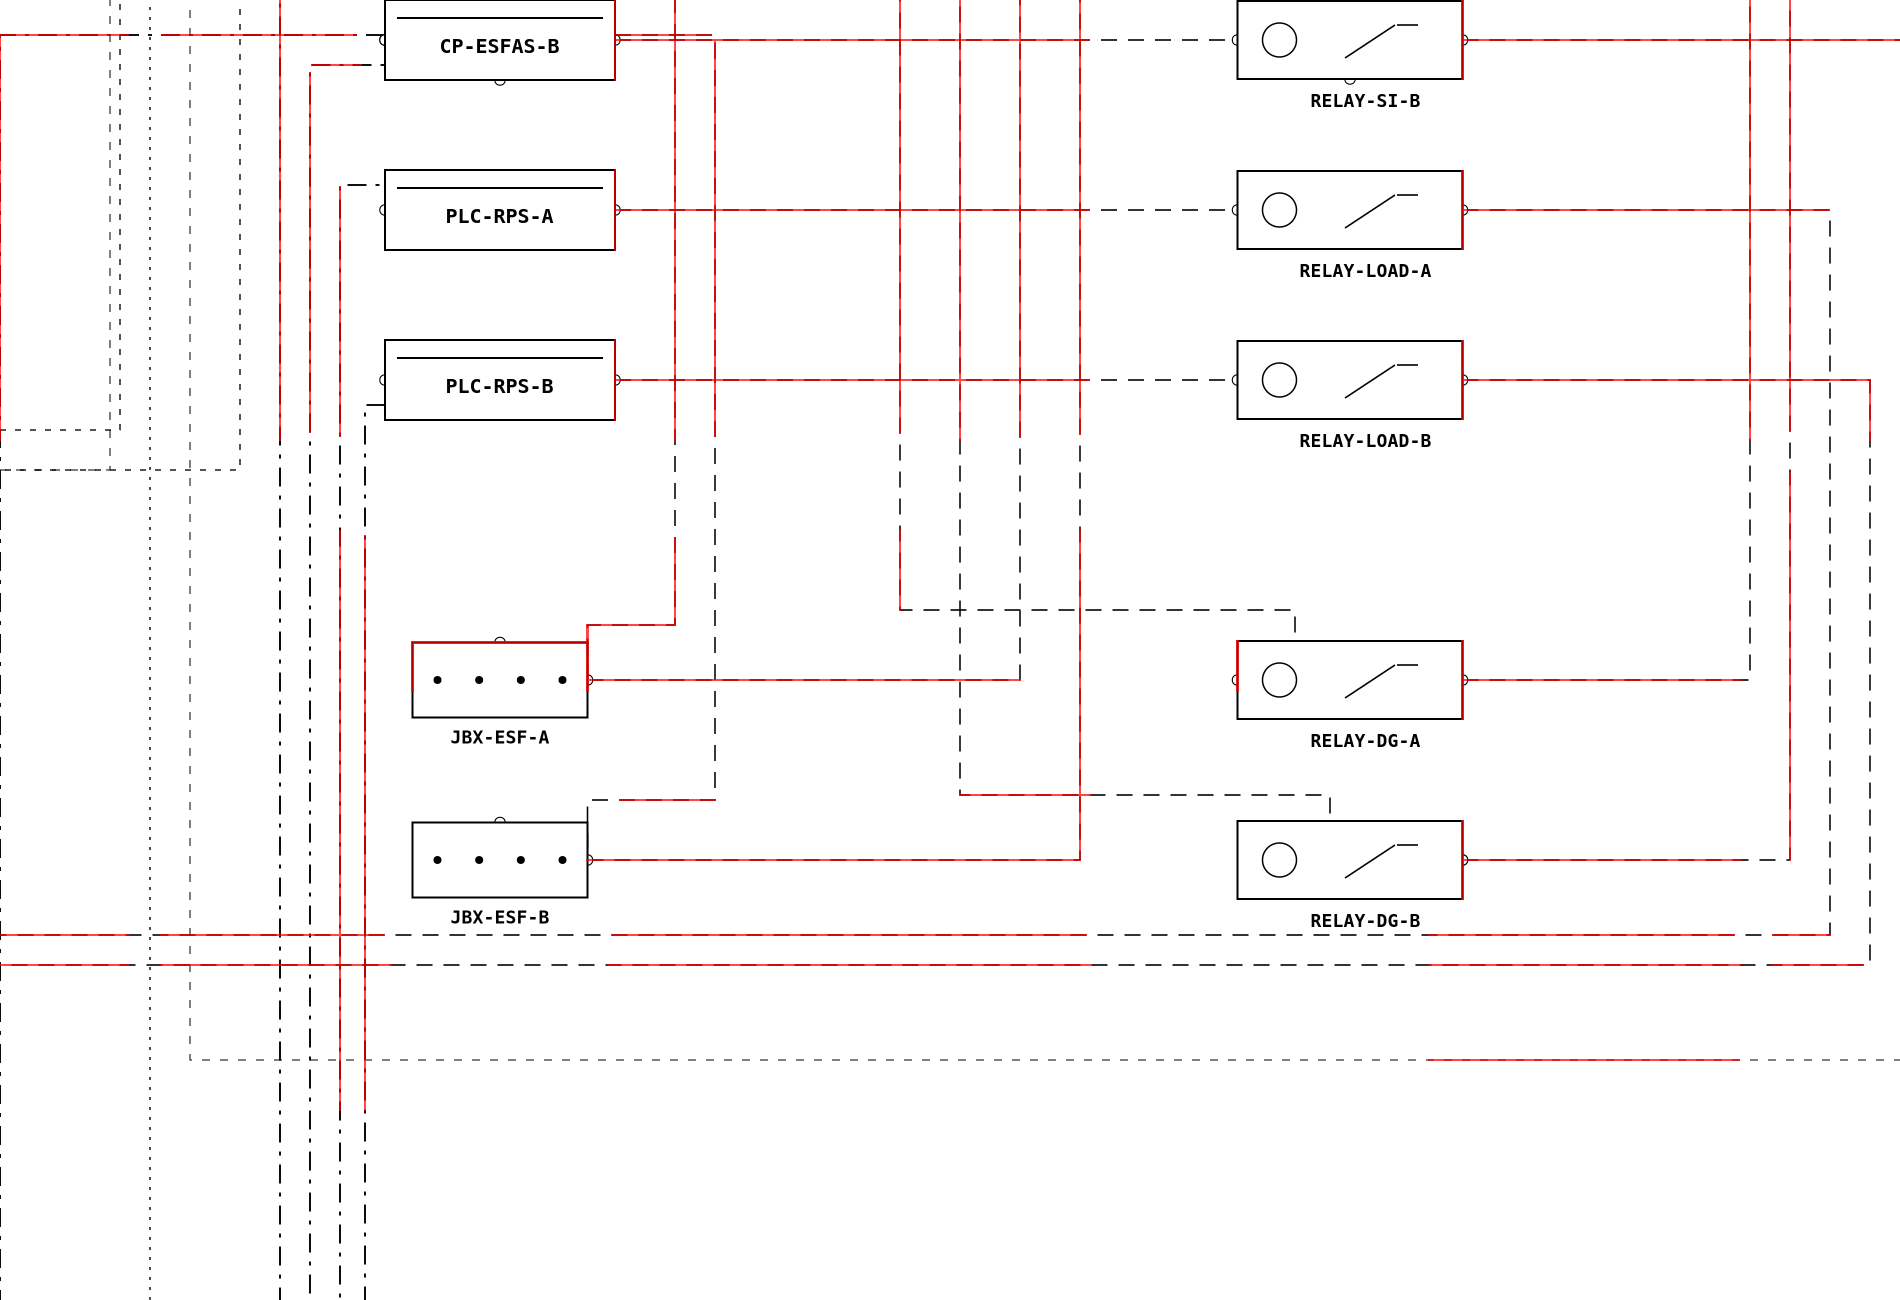 CP-ESFAS-B
RELAY-SI-B
PLC-RPS-A
RELAY-LOAD-A
PLC-RPS-B
RELAY-LOAD-B
JBX-ESF-A
RELAY-DG-A
JBX-ESF-B
RELAY-DG-B